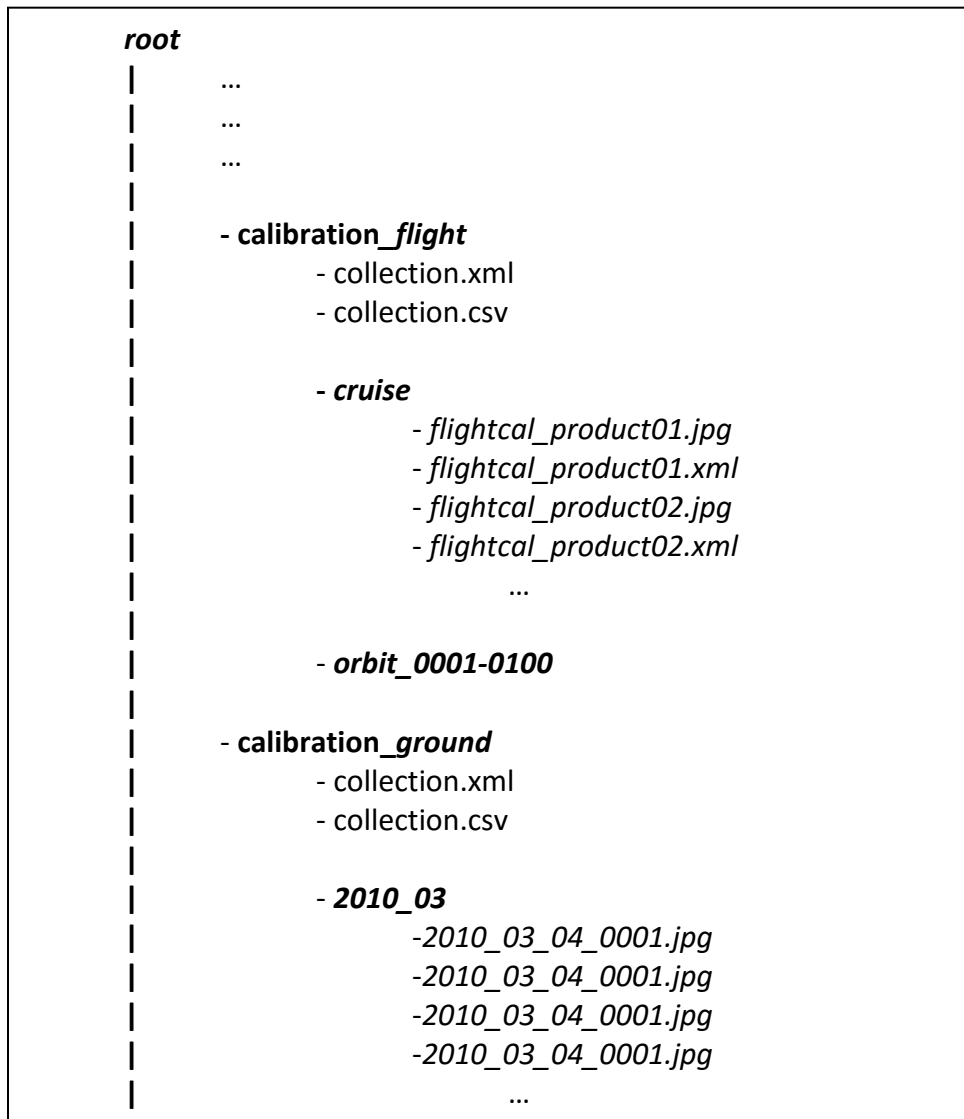 root
| ...
| ...
| ...
|
| - calibration_flight
| - collection.xml
| - collection.csv
|
| - cruise
| - flightcal_product01.jpg
| - flightcal_product01.xml
| - flightcal_product02.jpg
| - flightcal_product02.xml
| ...
|
| - orbit_0001-0100
|
| - calibration_ground
| - collection.xml
| - collection.csv
|
| - 2010_03
| -2010_03_04_0001.jpg
| -2010_03_04_0001.jpg
| -2010_03_04_0001.jpg
| -2010_03_04_0001.jpg
| ...